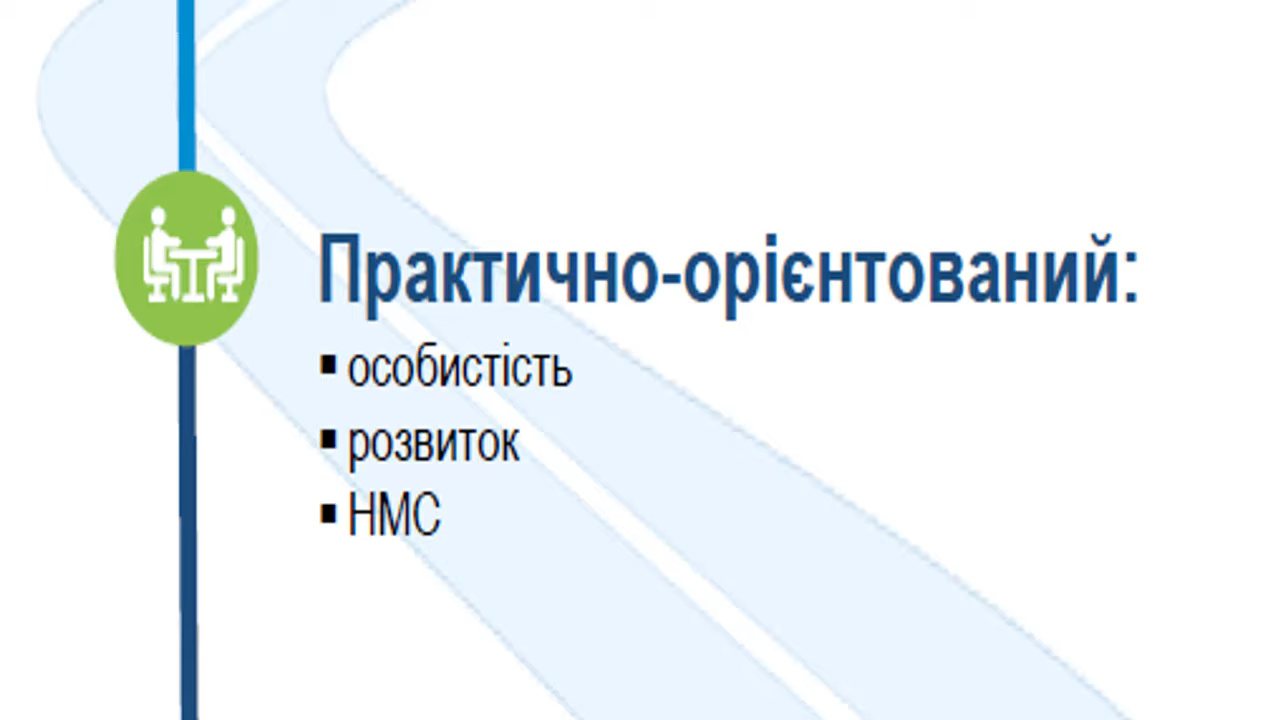 Практично-орієнтований:
▪ особистість
▪ розвиток
▪ НМС